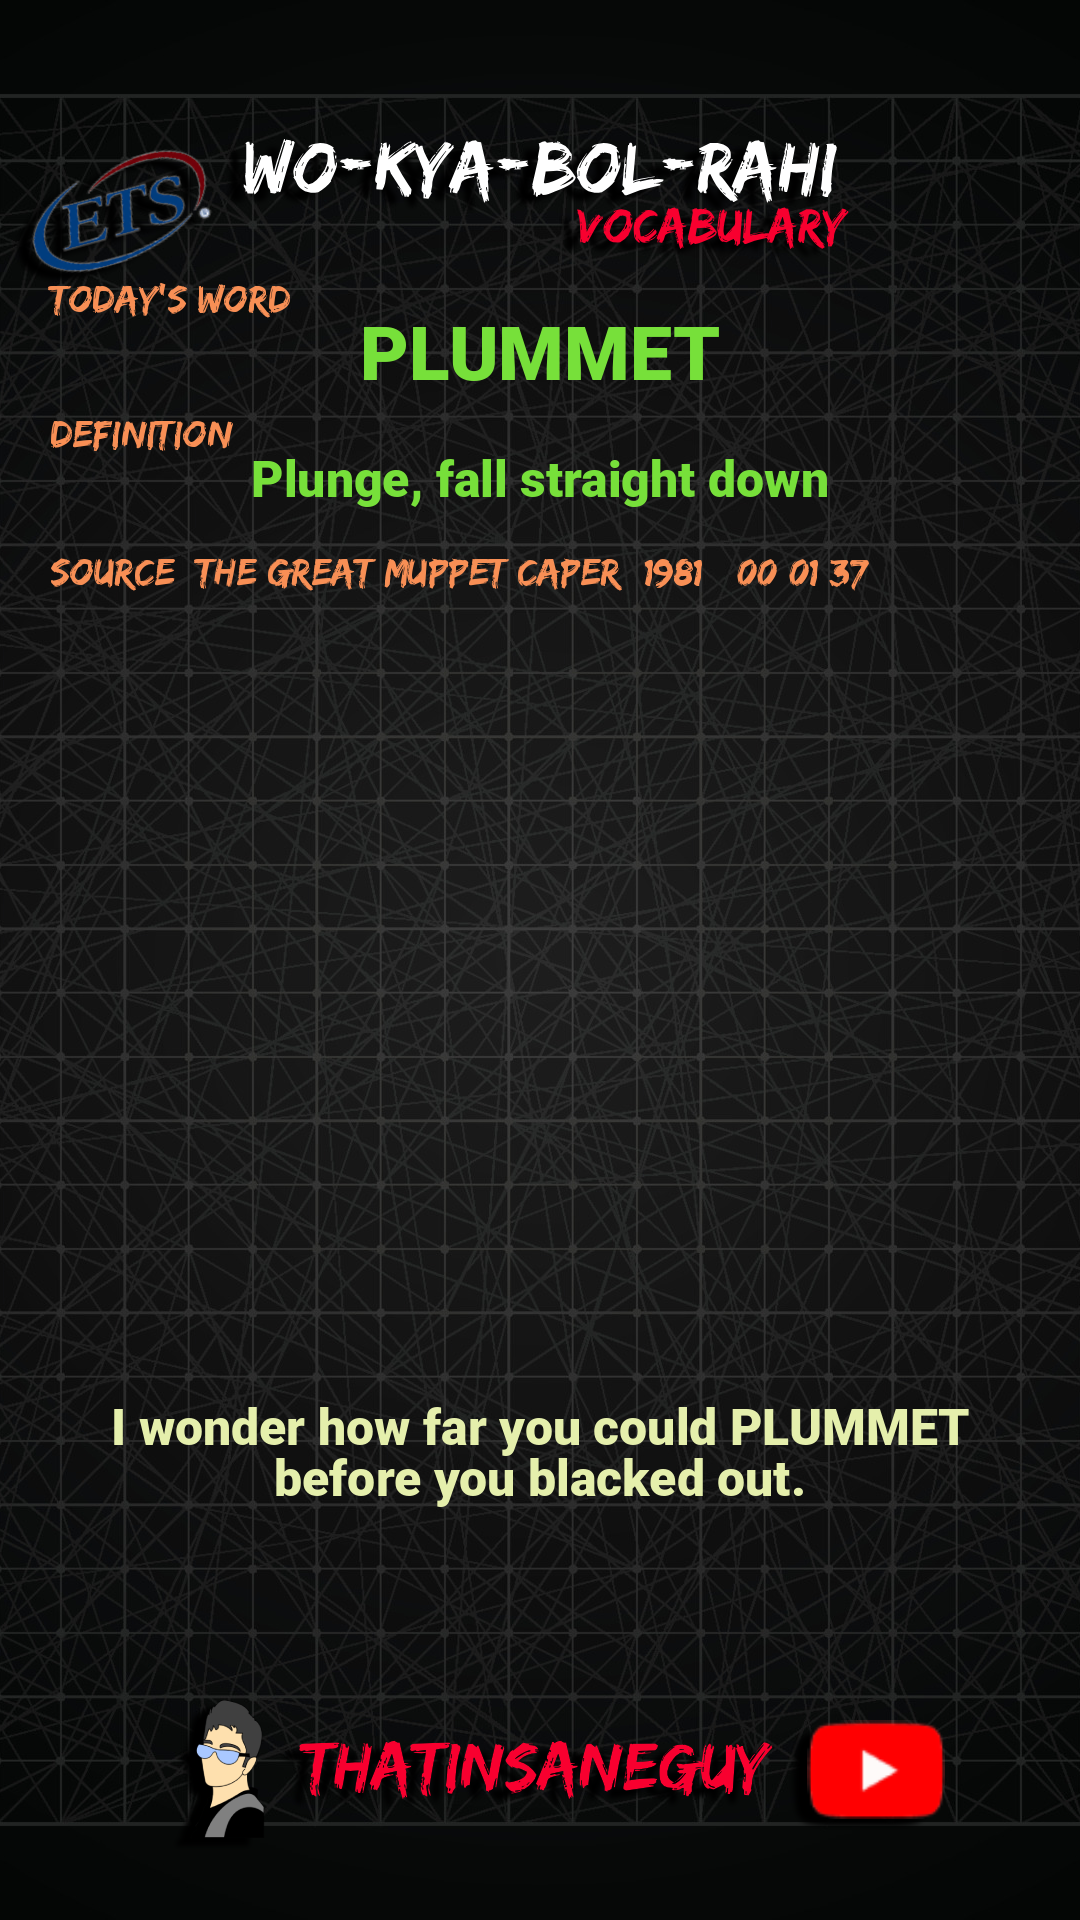 ETS
WO-KYA-BOL-RAHI
VOCABULARY
TODAY'S WORD
PLUMMET
DEFINITION
Plunge, fall straight down
SOURCE THE GREAT MUPPET CAPER 1981 00 01 37
I wonder how far you could PLUMMET
before you blacked out.
THATINSANEGUY